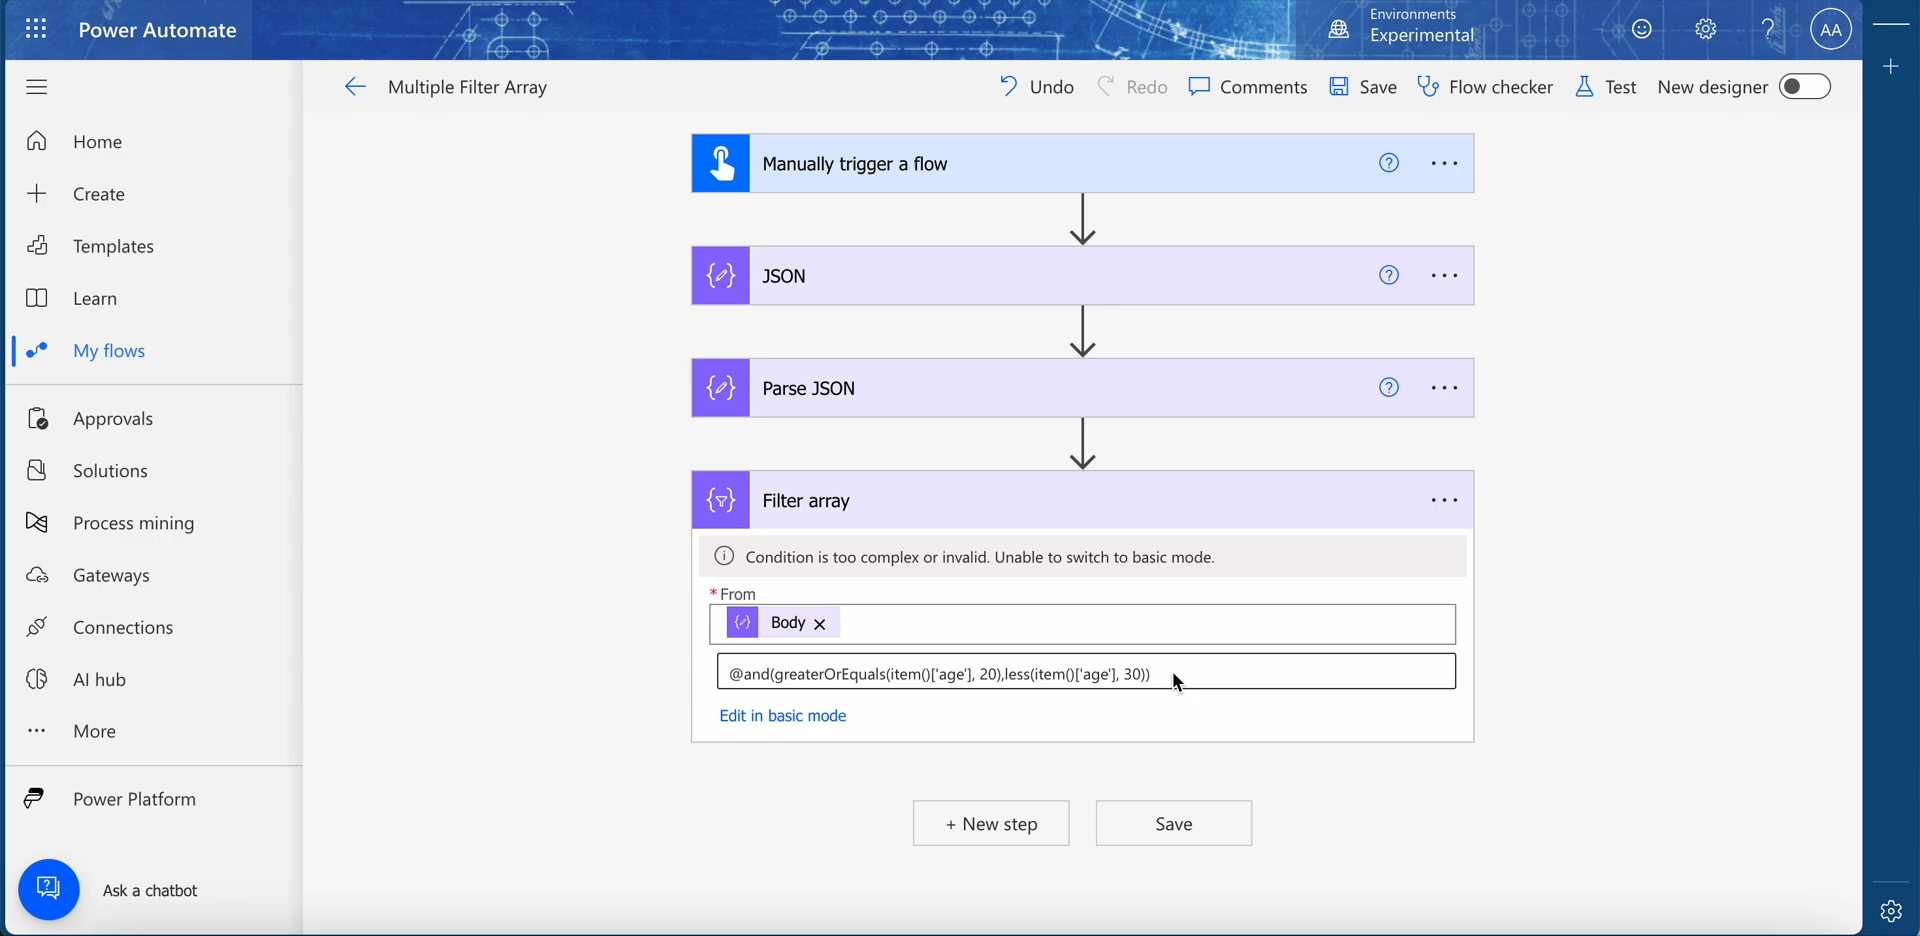 Power Automate
Environments
Experimental
AA
Multiple Filter Array
Undo
Redo
Comments
Save
Flow checker
Test
New designer
Home
Create
Templates
Learn
My flows
Approvals
Solutions
Process mining
Gateways
Connections
AI hub
More
Power Platform
Ask a chatbot
Manually trigger a flow
JSON
Parse JSON
Filter array
Condition is too complex or invalid. Unable to switch to basic mode.
* From
Body
@and(greaterOrEquals(item()['age'], 20),less(item()['age'], 30))
Edit in basic mode
+ New step
Save